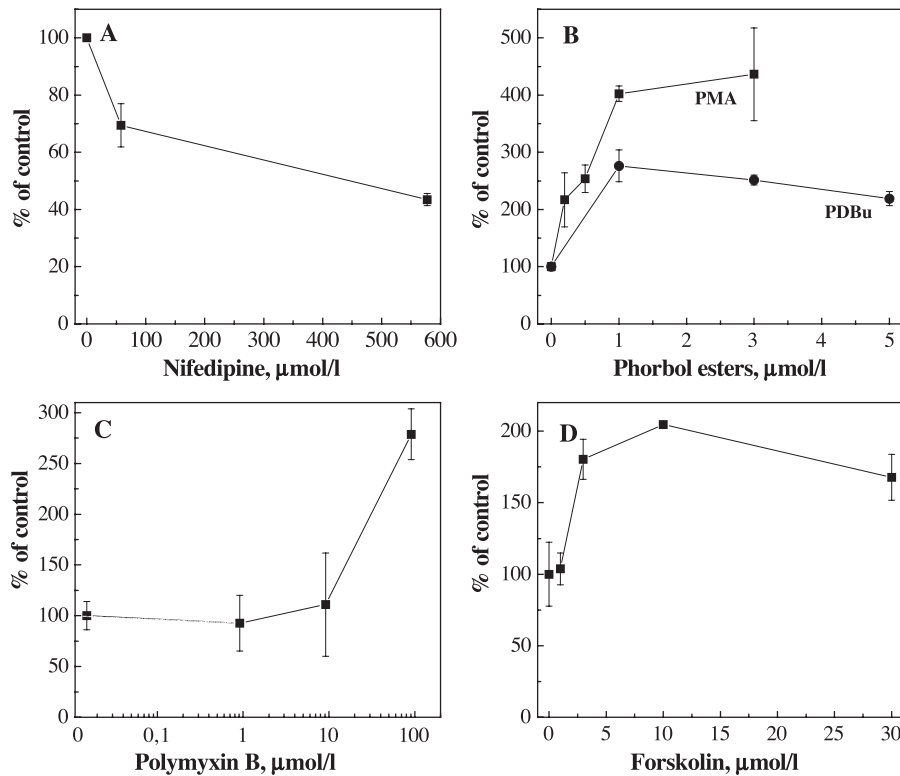 A
% of control
100
80
60
40
20
0
0 100 200 300 400 500 600
Nifedipine, μmol/l
B
% of control
500
400
300
200
100
0
PMA
PDBu
0 1 2 3 4 5
Phorbol esters, μmol/l
C
% of control
300
250
200
150
100
50
0
0 0,1 1 10 100
Polymyxin B, μmol/l
D
% of control
200
150
100
50
0
0 5 10 15 20 25 30
Forskolin, μmol/l